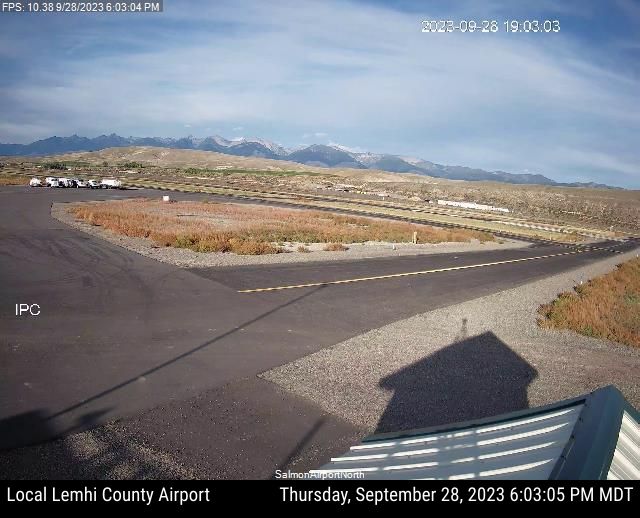 FPS: 10.38 9/28/2023 6:03:04 PM
2023-09-28 19:03:03
IPC
SalmonAirportNorth
Local Lemhi County Airport Thursday, September 28, 2023 6:03:05 PM MDT